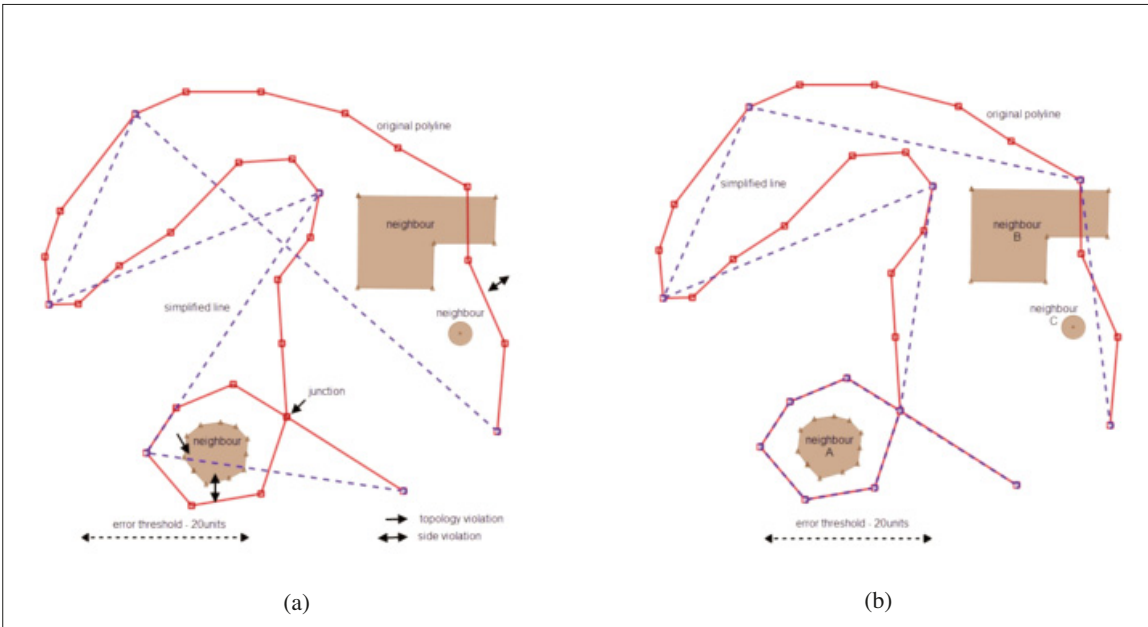 original polyline
neighbour
simplified line
neighbour
junction
neighbour
error threshold - 20units
topology violation
side violation
(a)
original polyline
simplified line
neighbour
B
neighbour
C
neighbour
A
error threshold - 20units
(b)